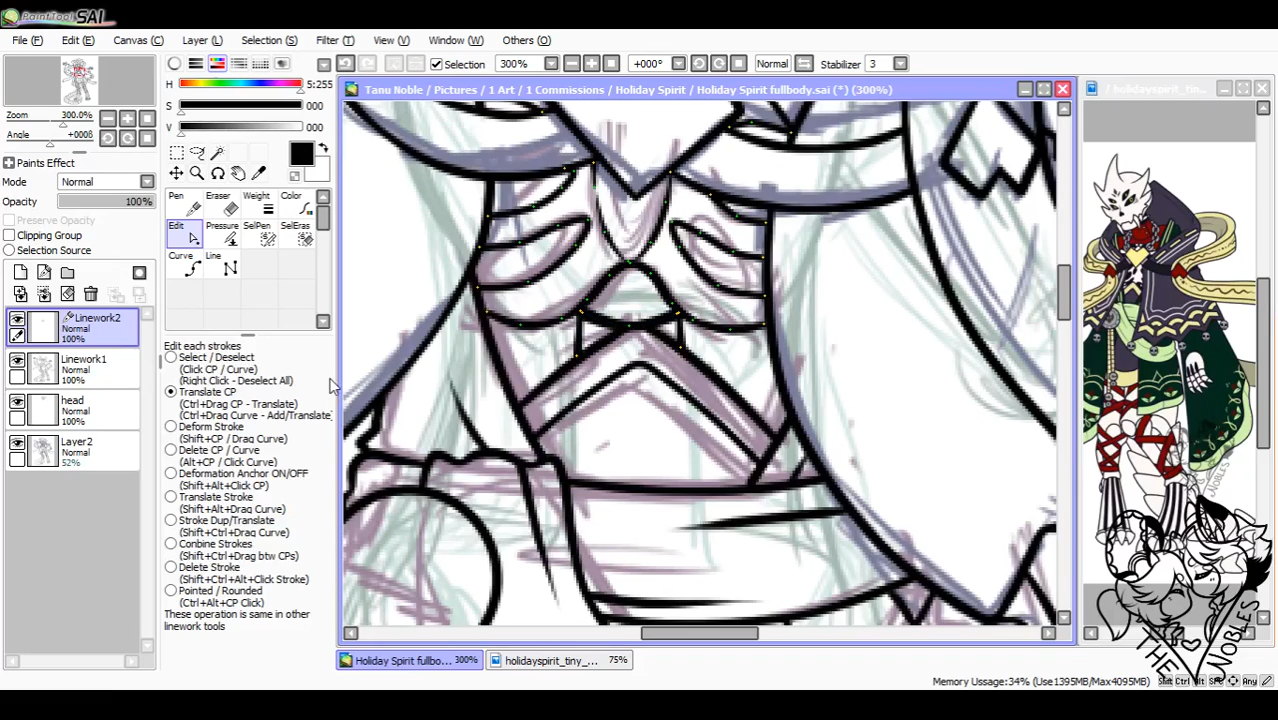 PaintTool SAI
File (F) Edit (E) Canvas (C) Layer (L) Selection (S) Filter (T) View (V) Window (W) Others (O)
Selection 300% +000° Normal Stabilizer 3
Tanu Noble / Pictures / 1 Art / 1 Commissions / Holiday Spirit / Holiday Spirit fullbody.sai (*) (300%)
/ holidayspirit_tin...
H 5:255
S 000
V 000
Zoom 300.0%
Angle +000ß
Paints Effect
Mode Normal
Opacity 100%
Preserve Opacity
Clipping Group
Selection Source
Pen Eraser Weight Color
Edit Pressure SelPen SelEras
Curve Line
Linework2
Normal
100%
Linework1
Normal
100%
head
Normal
100%
Layer2
Normal
52%
Edit each strokes
Select / Deselect
(Click CP / Curve)
(Right Click - Deselect All)
Translate CP
(Ctrl+Drag CP - Translate)
(Ctrl+Drag Curve - Add/Translate
Deform Stroke
(Shift+CP / Drag Curve)
Delete CP / Curve
(Alt+CP / Click Curve)
Deformation Anchor ON/OFF
(Shift+Alt+Click CP)
Translate Stroke
(Shift+Alt+Drag Curve)
Stroke Dup/Translate
(Shift+Ctrl+Drag Curve)
Conbine Strokes
(Shift+Ctrl+Drag btw CPs)
Delete Stroke
(Shift+Ctrl+Alt+Click Stroke)
Pointed / Rounded
(Ctrl+Alt+CP Click)
These operation is same in other
linework tools
THE NOBLES
Holiday Spirit fullbo... 300%
holidayspirit_tiny_... 75%
Memory Ussage:34% (Use1395MB/Max4095MB)
Shift Ctrl Alt SPC Any